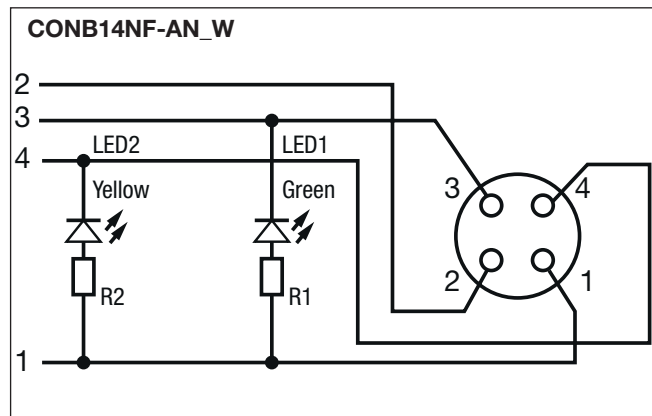 CONB14NF-AN_W
2
3
LED2 LED1
4
Yellow Green
3 4
2 1
R2 R1
1